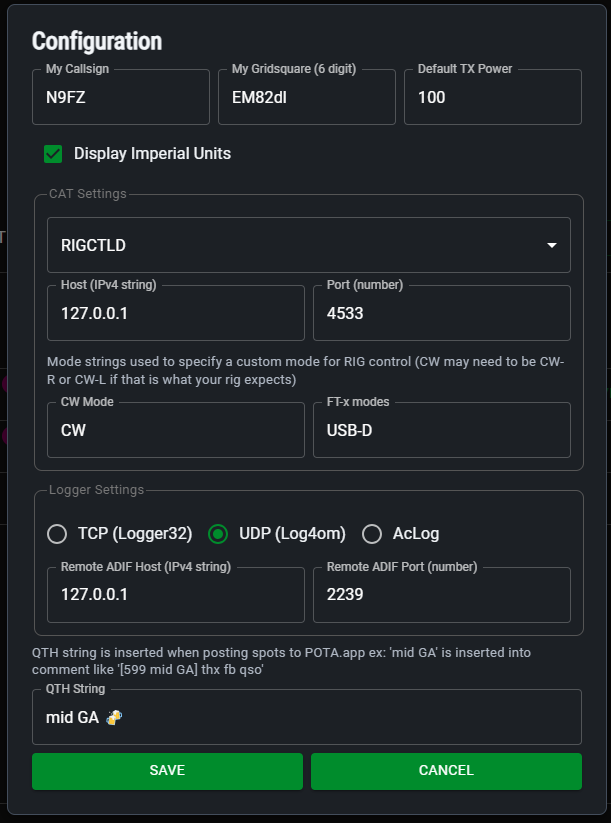 Configuration
My Callsign
N9FZ
My Gridsquare (6 digit)
EM82dl
Default TX Power
100
Display Imperial Units
CAT Settings
RIGCTLD
Host (IPv4 string)
127.0.0.1
Port (number)
4533
Mode strings used to specify a custom mode for RIG control (CW may need to be CW-
R or CW-L if that is what your rig expects)
CW Mode
CW
FT-x modes
USB-D
Logger Settings
TCP (Logger32)
UDP (Log4om)
AcLog
Remote ADIF Host (IPv4 string)
127.0.0.1
Remote ADIF Port (number)
2239
QTH string is inserted when posting spots to POTA.app ex: 'mid GA' is inserted into
comment like '[599 mid GA] thx fb qso'
QTH String
mid GA
SAVE
CANCEL